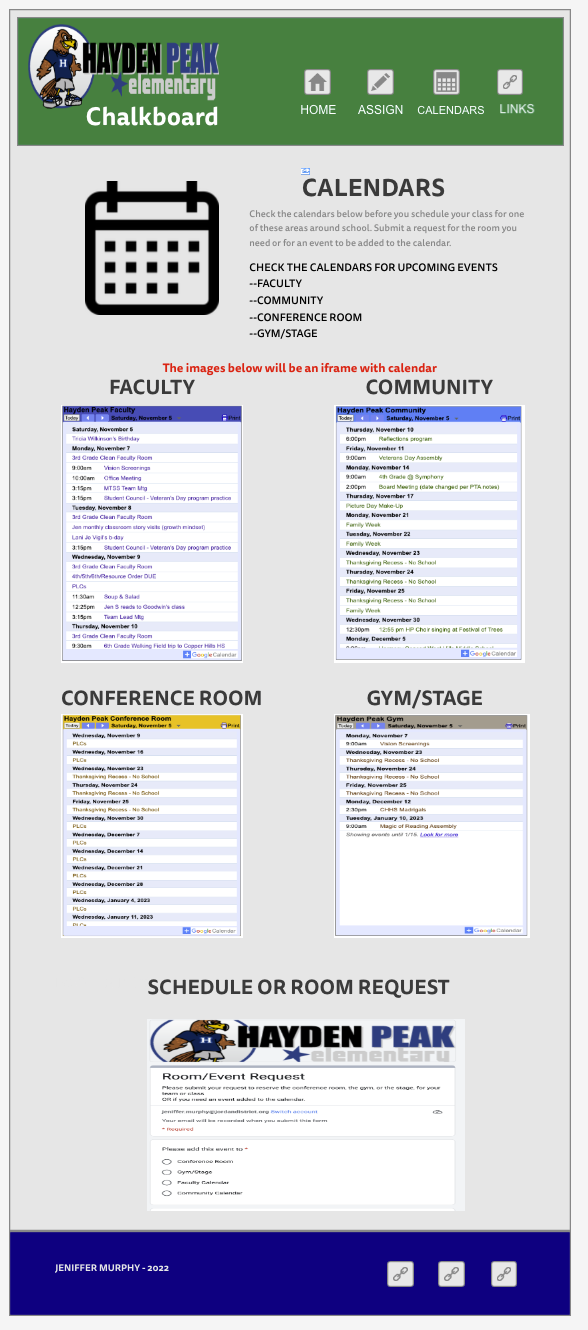 HAYDEN PEAK
elementary
Chalkboard
HOME
ASSIGN
CALENDARS
LINKS
CALENDARS
Check the calendars below before you schedule your class for one
of these areas around school. Submit a request for the room you
need or for an event to be added to the calendar.
CHECK THE CALENDARS FOR UPCOMING EVENTS
--FACULTY
--COMMUNITY
--CONFERENCE ROOM
--GYM/STAGE
The images below will be an iframe with calendar
FACULTY
Hayden Peak Faculty
Today Saturday, November 5 Print
Saturday, November 5
Tricia Wilkinson's Birthday
Monday, November 7
3rd Grade Clean Faculty Room
9:00am Vision Screenings
10:00am Office Meeting
3:15pm MTSS Team Mtg
3:15pm Student Council - Veteran's Day program practice
Tuesday, November 8
3rd Grade Clean Faculty Room
Jen monthly classroom story visits (growth mindset)
Loni Jo Vigil's b-day
3:15pm Student Council - Veteran's Day program practice
Wednesday, November 9
3rd Grade Clean Faculty Room
4th/5th/6th/Resource Order DUE
PLCs
11:30am Soup & Salad
12:25pm Jen S reads to Goodwin's class
3:15pm Team Lead Mtg
Thursday, November 10
3rd Grade Clean Faculty Room
9:30am 6th Grade Walking Field trip to Copper Hills HS
Google Calendar
COMMUNITY
Hayden Peak Community
Today Saturday, November 5 Print
Thursday, November 10
6:00pm Reflections program
Friday, November 11
9:00am Veterans Day Assembly
Monday, November 14
9:00am 4th Grade @ Symphony
2:00pm Board Meeting (date changed per PTA notes)
Thursday, November 17
Picture Day Make-Up
Monday, November 21
Family Week
Tuesday, November 22
Family Week
Wednesday, November 23
Thanksgiving Recess - No School
Thursday, November 24
Thanksgiving Recess - No School
Friday, November 25
Thanksgiving Recess - No School
Family Week
Wednesday, November 30
12:30pm 12:55 pm HP Choir singing at Festival of Trees
Monday, December 5
Google Calendar
CONFERENCE ROOM
Hayden Peak Conference Room
Today Saturday, November 5 Print
Wednesday, November 9
PLCs
Wednesday, November 16
PLCs
Wednesday, November 23
Thanksgiving Recess - No School
Thursday, November 24
Thanksgiving Recess - No School
Friday, November 25
Thanksgiving Recess - No School
Wednesday, November 30
PLCs
Wednesday, December 7
PLCs
Wednesday, December 14
PLCs
Wednesday, December 21
PLCs
Wednesday, December 28
PLCs
Wednesday, January 4, 2023
PLCs
Wednesday, January 11, 2023
PLCs
Google Calendar
GYM/STAGE
Hayden Peak Gym
Today Saturday, November 5 Print
Monday, November 7
9:00am Vision Screenings
Wednesday, November 23
Thanksgiving Recess - No School
Thursday, November 24
Thanksgiving Recess - No School
Friday, November 25
Thanksgiving Recess - No School
Monday, December 12
2:30pm CHHS Madrigals
Tuesday, January 10, 2023
9:00am Magic of Reading Assembly
Showing events until 1/15. Look for more
Google Calendar
SCHEDULE OR ROOM REQUEST
HAYDEN PEAK
elementary
Room/Event Request
Please submit your request to reserve the conference room, the gym, or the stage, for your
team or class
OR if you need an event added to the calendar.
jeniffer.murphy@jordandistrict.org Switch account
Your email will be recorded when you submit this form
* Required
Please add this event to *
Conference Room
Gym/Stage
Faculty Calendar
Community Calendar
JENIFFER MURPHY - 2022